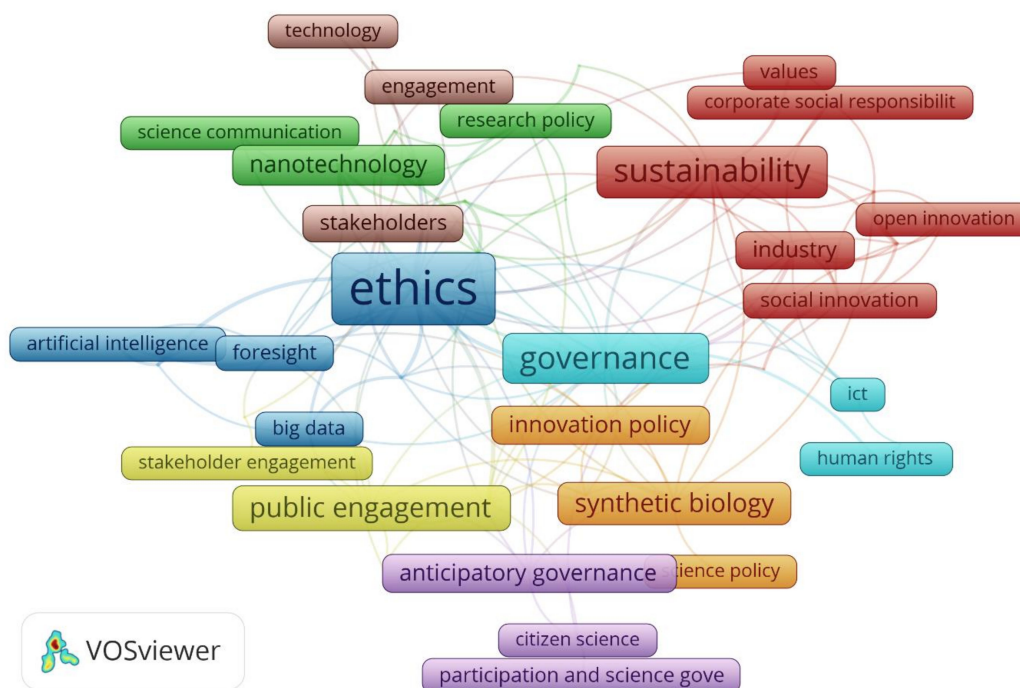 technology
values
engagement
corporate social responsibilit
research policy
science communication
nanotechnology
sustainability
stakeholders
open innovation
industry
ethics
social innovation
artificial intelligence
foresight
governance
ict
big data
innovation policy
stakeholder engagement
human rights
public engagement
synthetic biology
anticipatory governance
science policy
citizen science
VOSviewer
participation and science gove